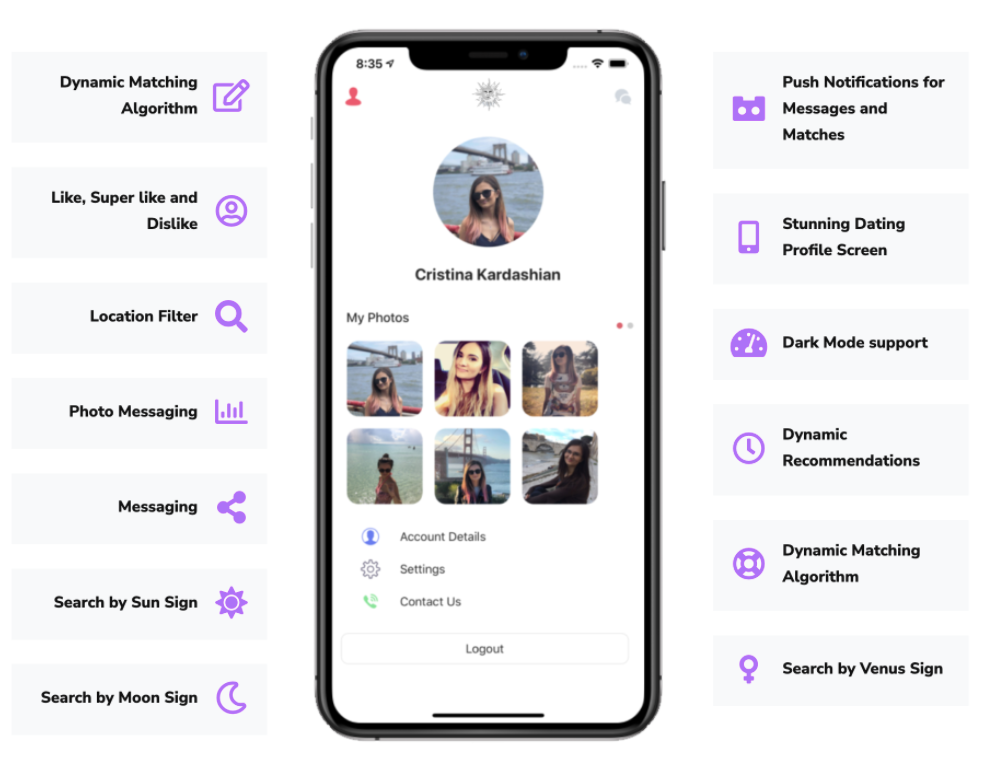 Dynamic Matching
Algorithm
Like, Super like and
Dislike
Location Filter
Photo Messaging
Messaging
Search by Sun Sign
Search by Moon Sign
8:35
Cristina Kardashian
My Photos
Account Details
Settings
Contact Us
Logout
Push Notifications for
Messages and
Matches
Stunning Dating
Profile Screen
Dark Mode support
Dynamic
Recommendations
Dynamic Matching
Algorithm
Search by Venus Sign